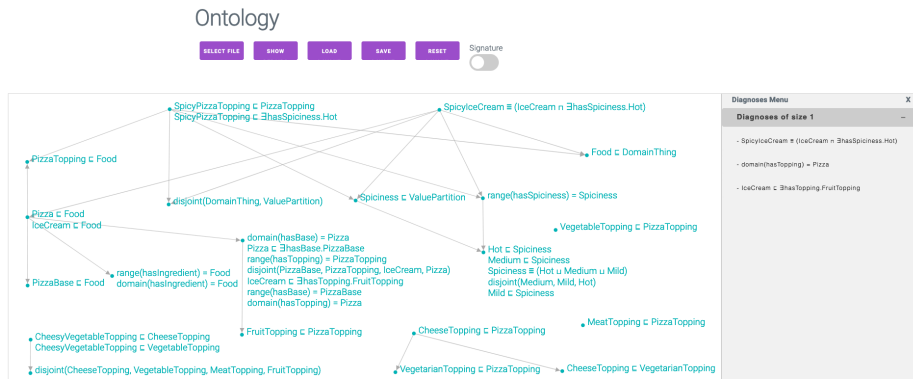 Ontology
SELECT FILE
SHOW
LOAD
SAVE
RESET
Signature
Diagnoses Menu
X
Diagnoses of size 1
–
- SpicyIceCream ≡ (IceCream ⊓ ∃hasSpiciness.Hot)
- domain(hasTopping) = Pizza
- IceCream ⊑ ∃hasTopping.FruitTopping
SpicyPizzaTopping ⊑ PizzaTopping
SpicyPizzaTopping ⊑ ∃hasSpiciness.Hot
SpicyIceCream ≡ (IceCream ⊓ ∃hasSpiciness.Hot)
PizzaTopping ⊑ Food
Food ⊑ DomainThing
disjoint(DomainThing, ValuePartition)
Spiciness ⊑ ValuePartition
range(hasSpiciness) = Spiciness
Pizza ⊑ Food
IceCream ⊑ Food
VegetableTopping ⊑ PizzaTopping
domain(hasBase) = Pizza
Pizza ⊑ ∃hasBase.PizzaBase
range(hasTopping) = PizzaTopping
disjoint(PizzaBase, PizzaTopping, IceCream, Pizza)
IceCream ⊑ ∃hasTopping.FruitTopping
range(hasBase) = PizzaBase
domain(hasTopping) = Pizza
Hot ⊑ Spiciness
Medium ⊑ Spiciness
Spiciness ≡ (Hot ⊔ Medium ⊔ Mild)
disjoint(Medium, Mild, Hot)
Mild ⊑ Spiciness
PizzaBase ⊑ Food
range(hasIngredient) = Food
domain(hasIngredient) = Food
MeatTopping ⊑ PizzaTopping
CheesyVegetableTopping ⊑ CheeseTopping
CheesyVegetableTopping ⊑ VegetableTopping
FruitTopping ⊑ PizzaTopping
CheeseTopping ⊑ PizzaTopping
disjoint(CheeseTopping, VegetableTopping, MeatTopping, FruitTopping)
VegetarianTopping ⊑ PizzaTopping
CheeseTopping ⊑ VegetarianTopping